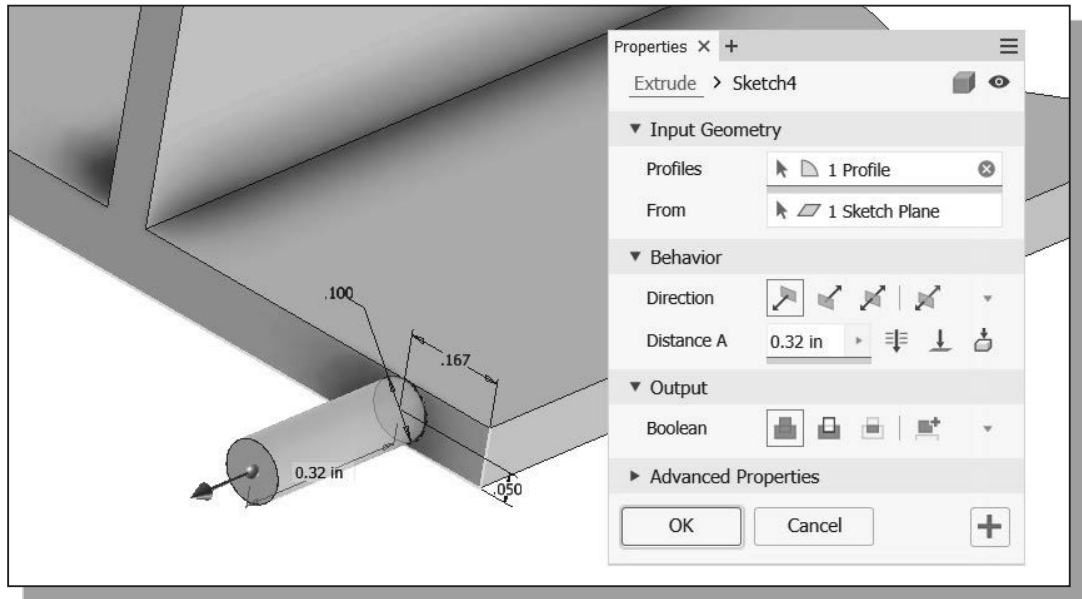 Properties × +
Extrude > Sketch4
Input Geometry
Profiles 1 Profile
From 1 Sketch Plane
Behavior
Direction
Distance A 0.32 in
Output
Boolean
Advanced Properties
OK Cancel
.100
.167
0.32 in
.050